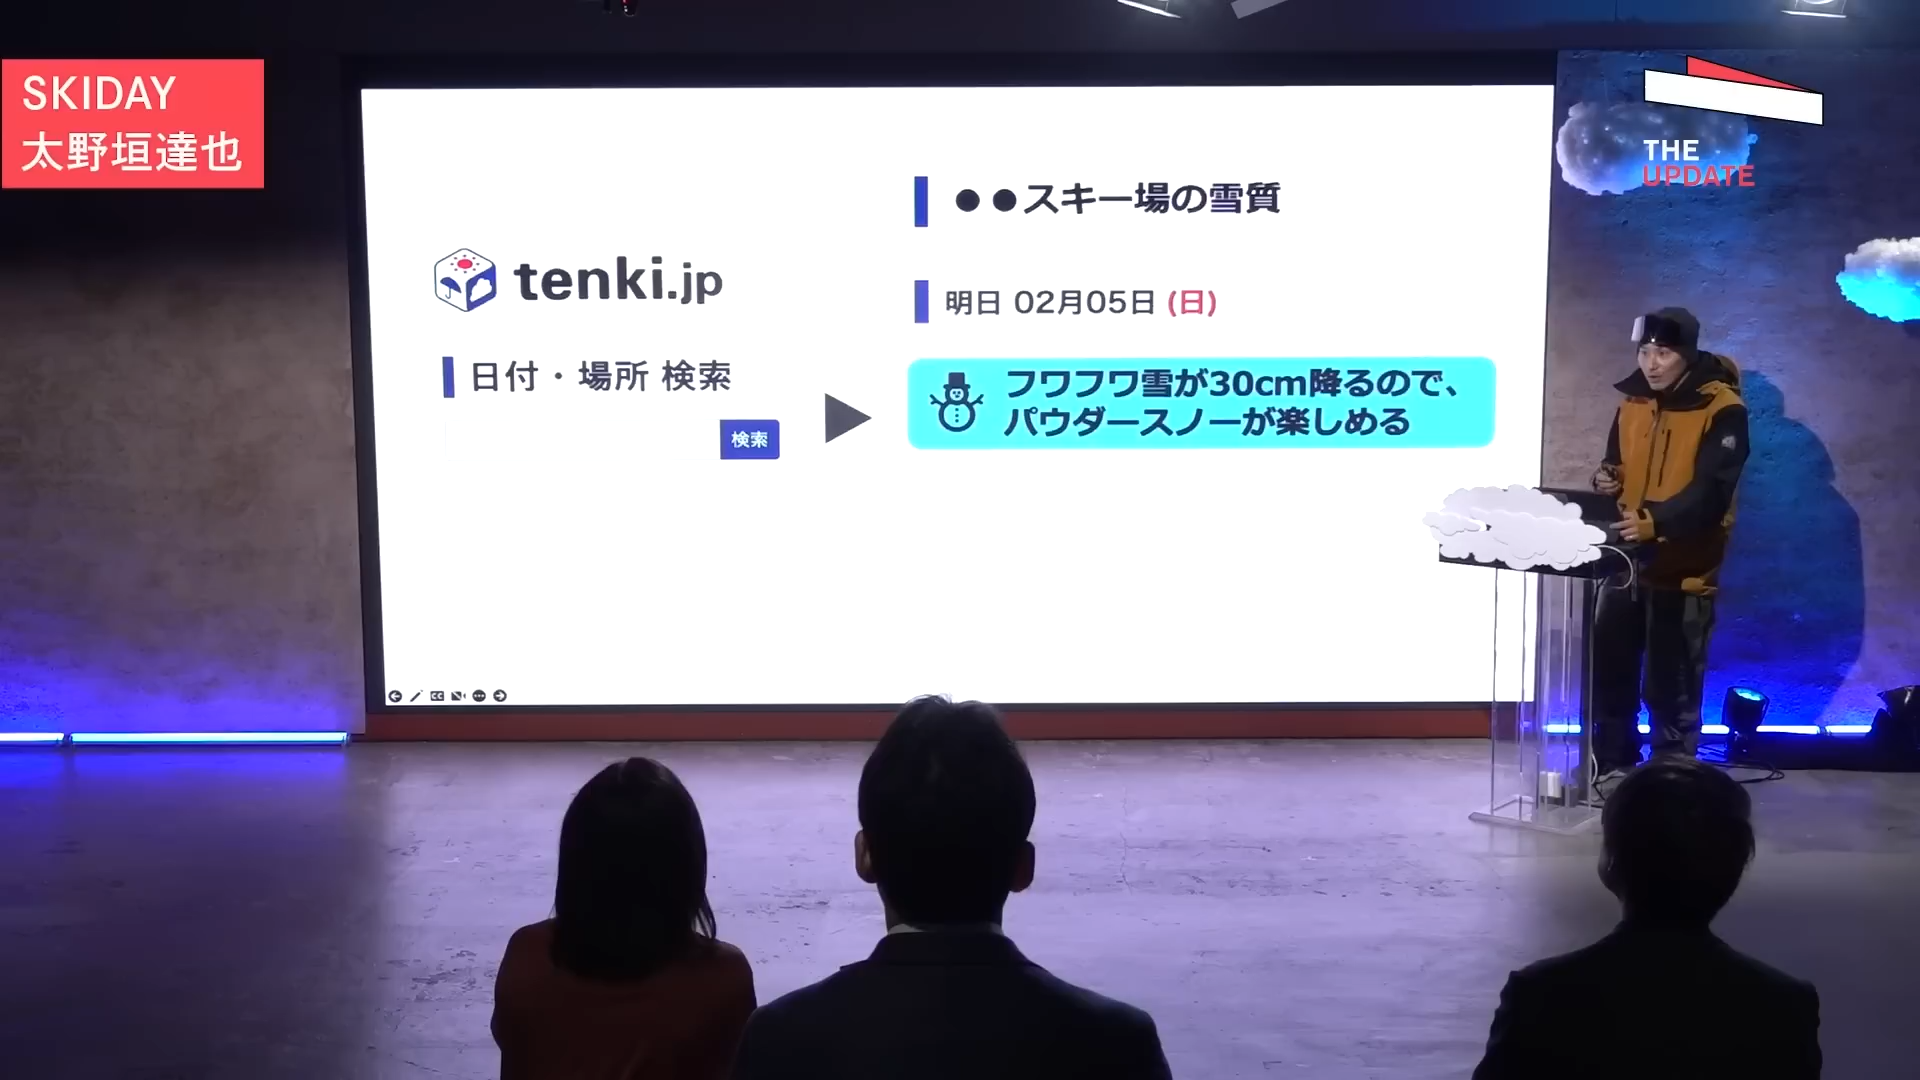 SKIDAY
太野垣達也
THE
UPDATE
tenki.jp
日付・場所 検索
検索
●●スキー場の雪質
明日 02月05日 (日)
フワフワ雪が30cm降るので、
パウダースノーが楽しめる
CC